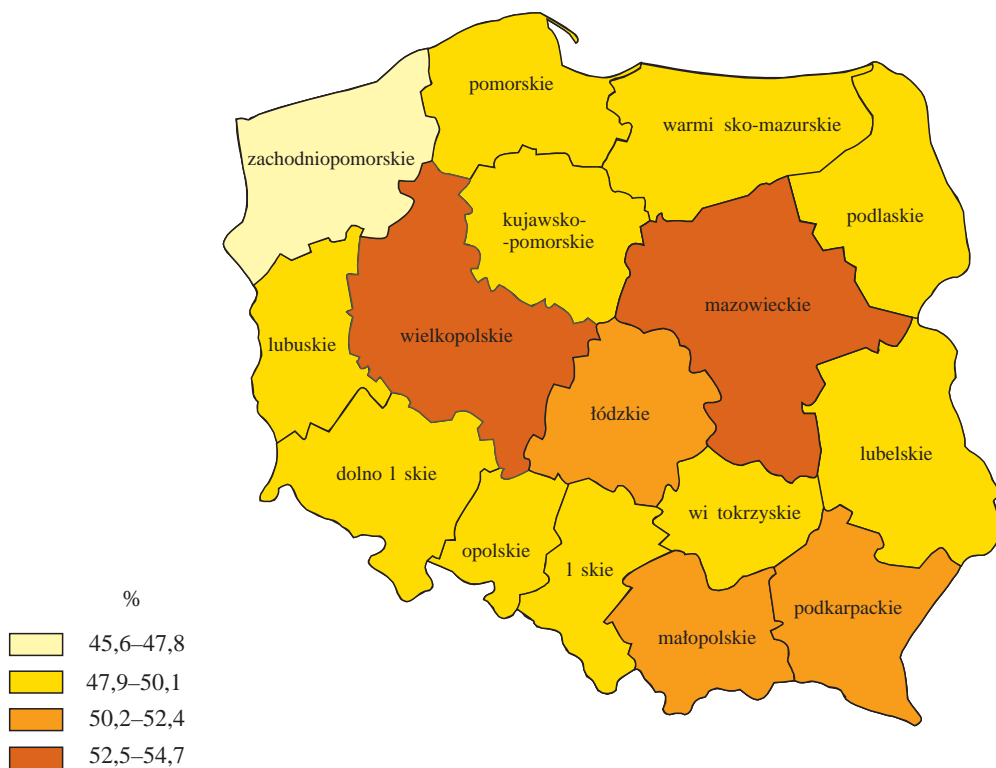 pomorskie
warmi sko-mazurskie
zachodniopomorskie
podlaskie
kujawsko-
-pomorskie
mazowieckie
wielkopolskie
lubuskie
łódzkie
lubelskie
dolno l skie
wi tokrzyskie
opolskie
l skie
podkarpackie
małopolskie
%
45,6–47,8
47,9–50,1
50,2–52,4
52,5–54,7